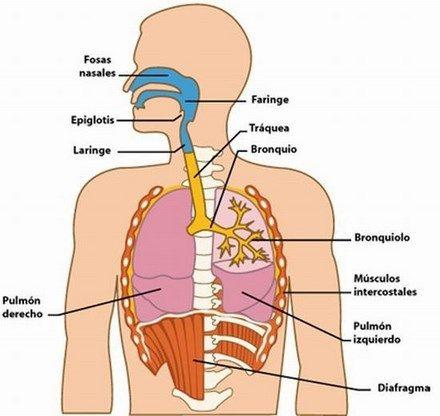 Fosas
nasales
Faringe
Epiglotis
Tráquea
Laringe
Bronquio
Bronquiolo
Músculos
intercostales
Pulmón
derecho
Pulmón
izquierdo
Diafragma